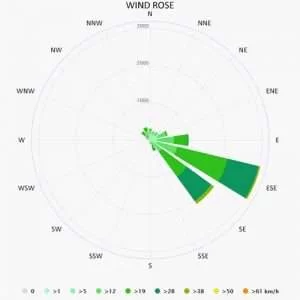 WIND ROSE
N
NNW
NNE
NW
NE
WNW
ENE
W
E
WSW
ESE
SW
SE
SSW
SSE
S
3000
2000
1000
0 >1 >5 >12 >19 >28 >38 >50 >61 km/h